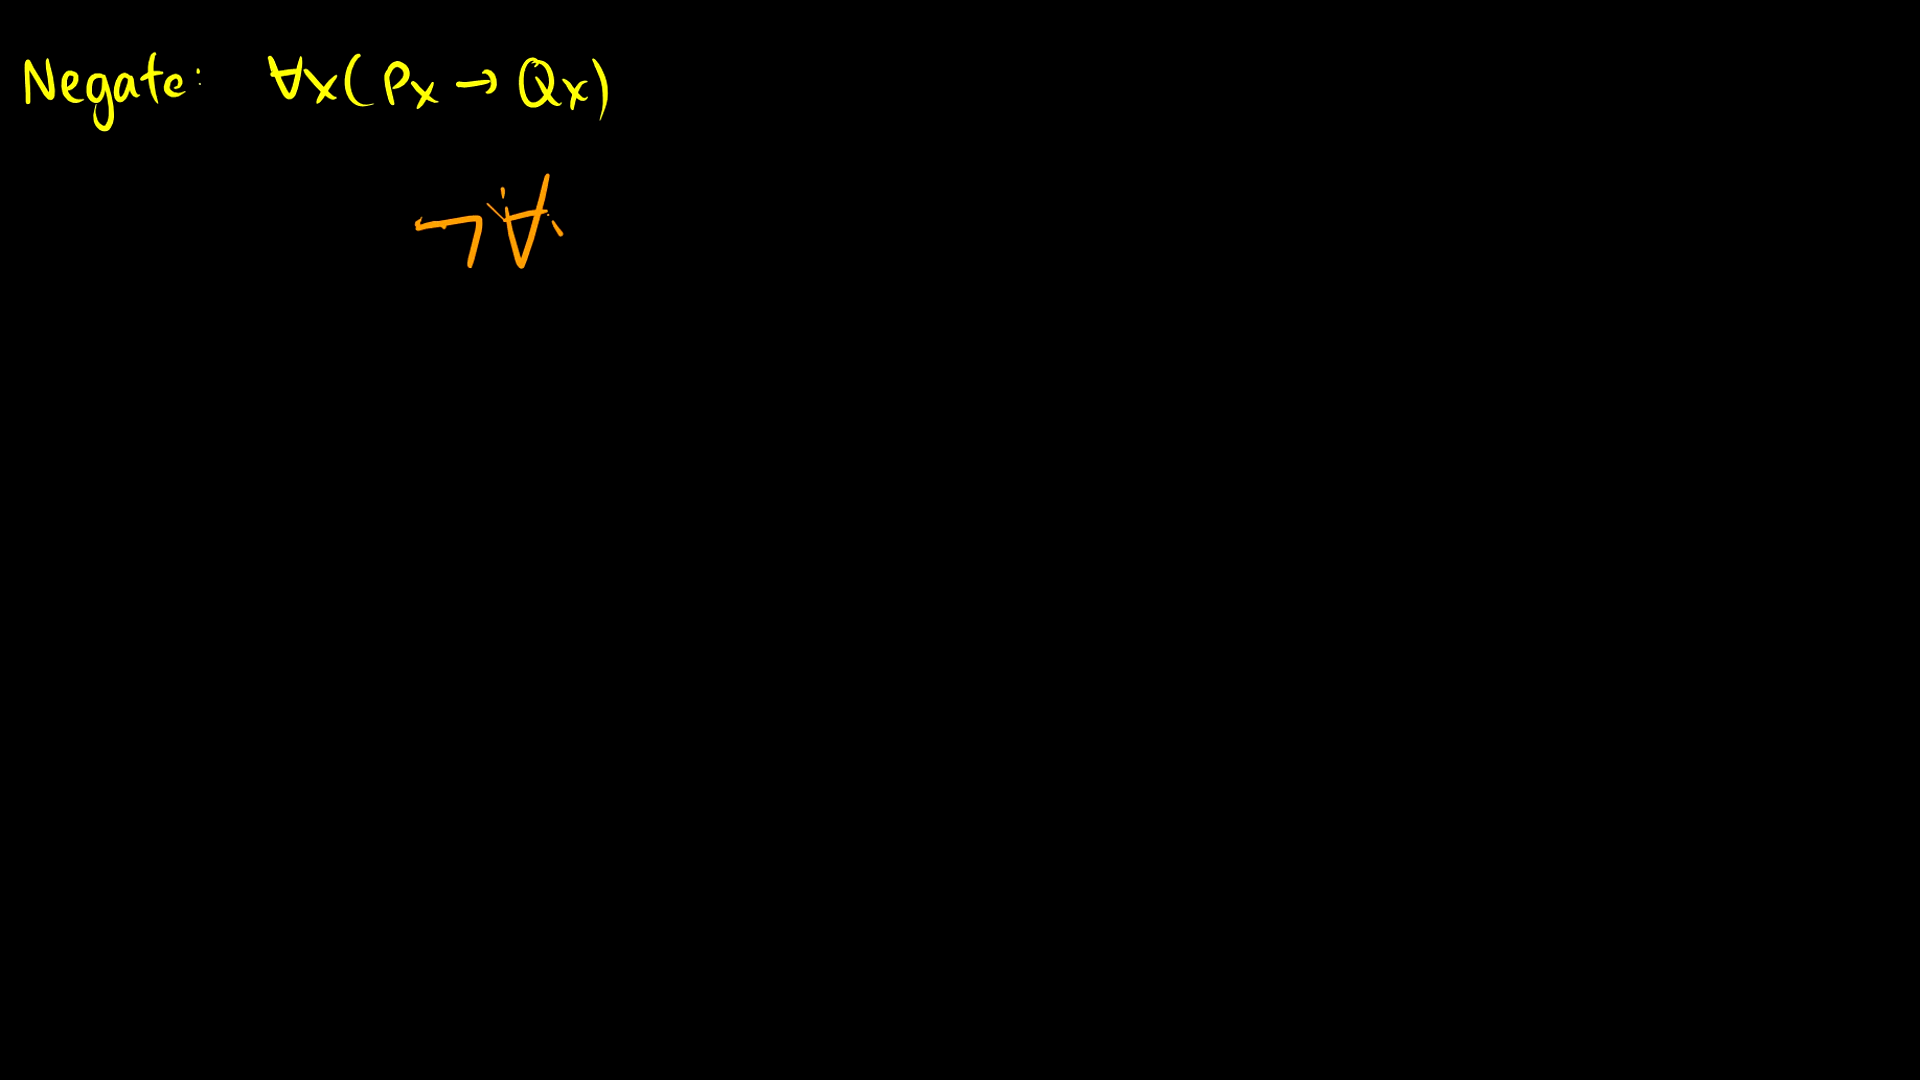 Negate: ∀x(Px → Qx)
¬∀